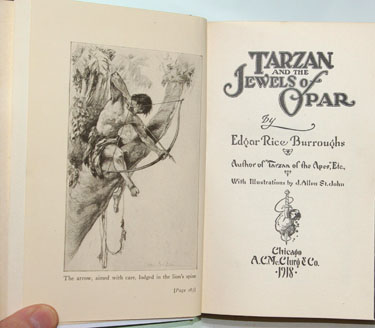 The arrow, aimed with care, lodged in the lion's spine
TARZAN
AND THE
JEWELS OF
OPAR
by
Edgar Rice Burroughs
Author of "Tarzan of the Apes," Etc.
With Illustrations by J. Allen St. John
Chicago
A.C. McClurg & Co.
1918